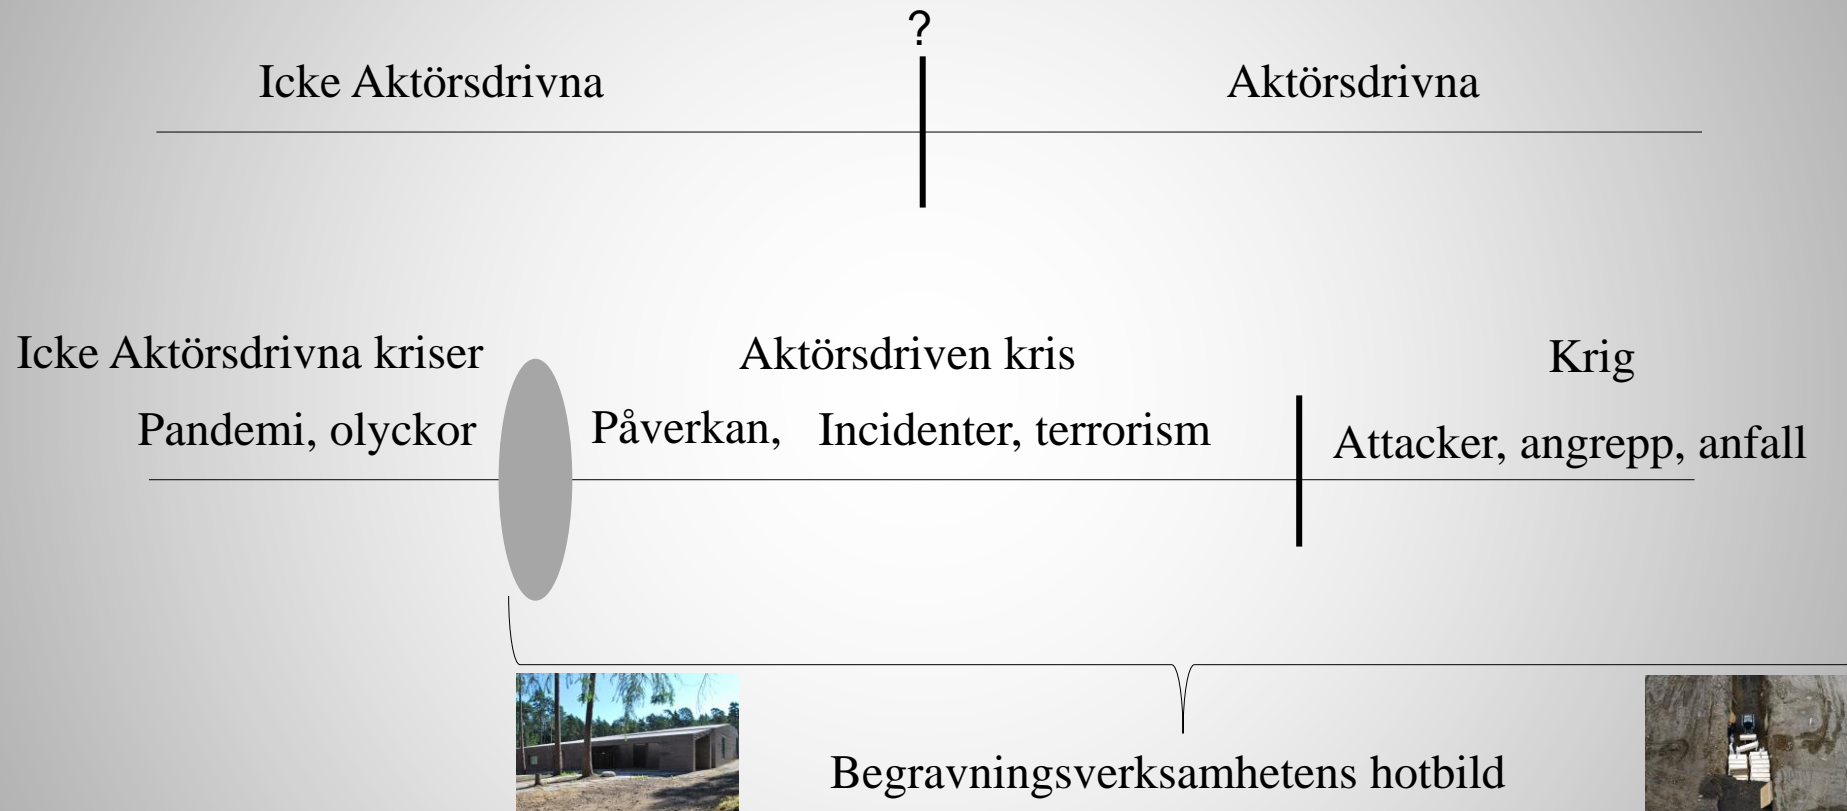 ?
Icke Aktörsdrivna
Aktörsdrivna
Icke Aktörsdrivna kriser
Aktörsdriven kris
Krig
Pandemi, olyckor
Påverkan, Incidenter, terrorism
Attacker, angrepp, anfall
Begravningsverksamhetens hotbild